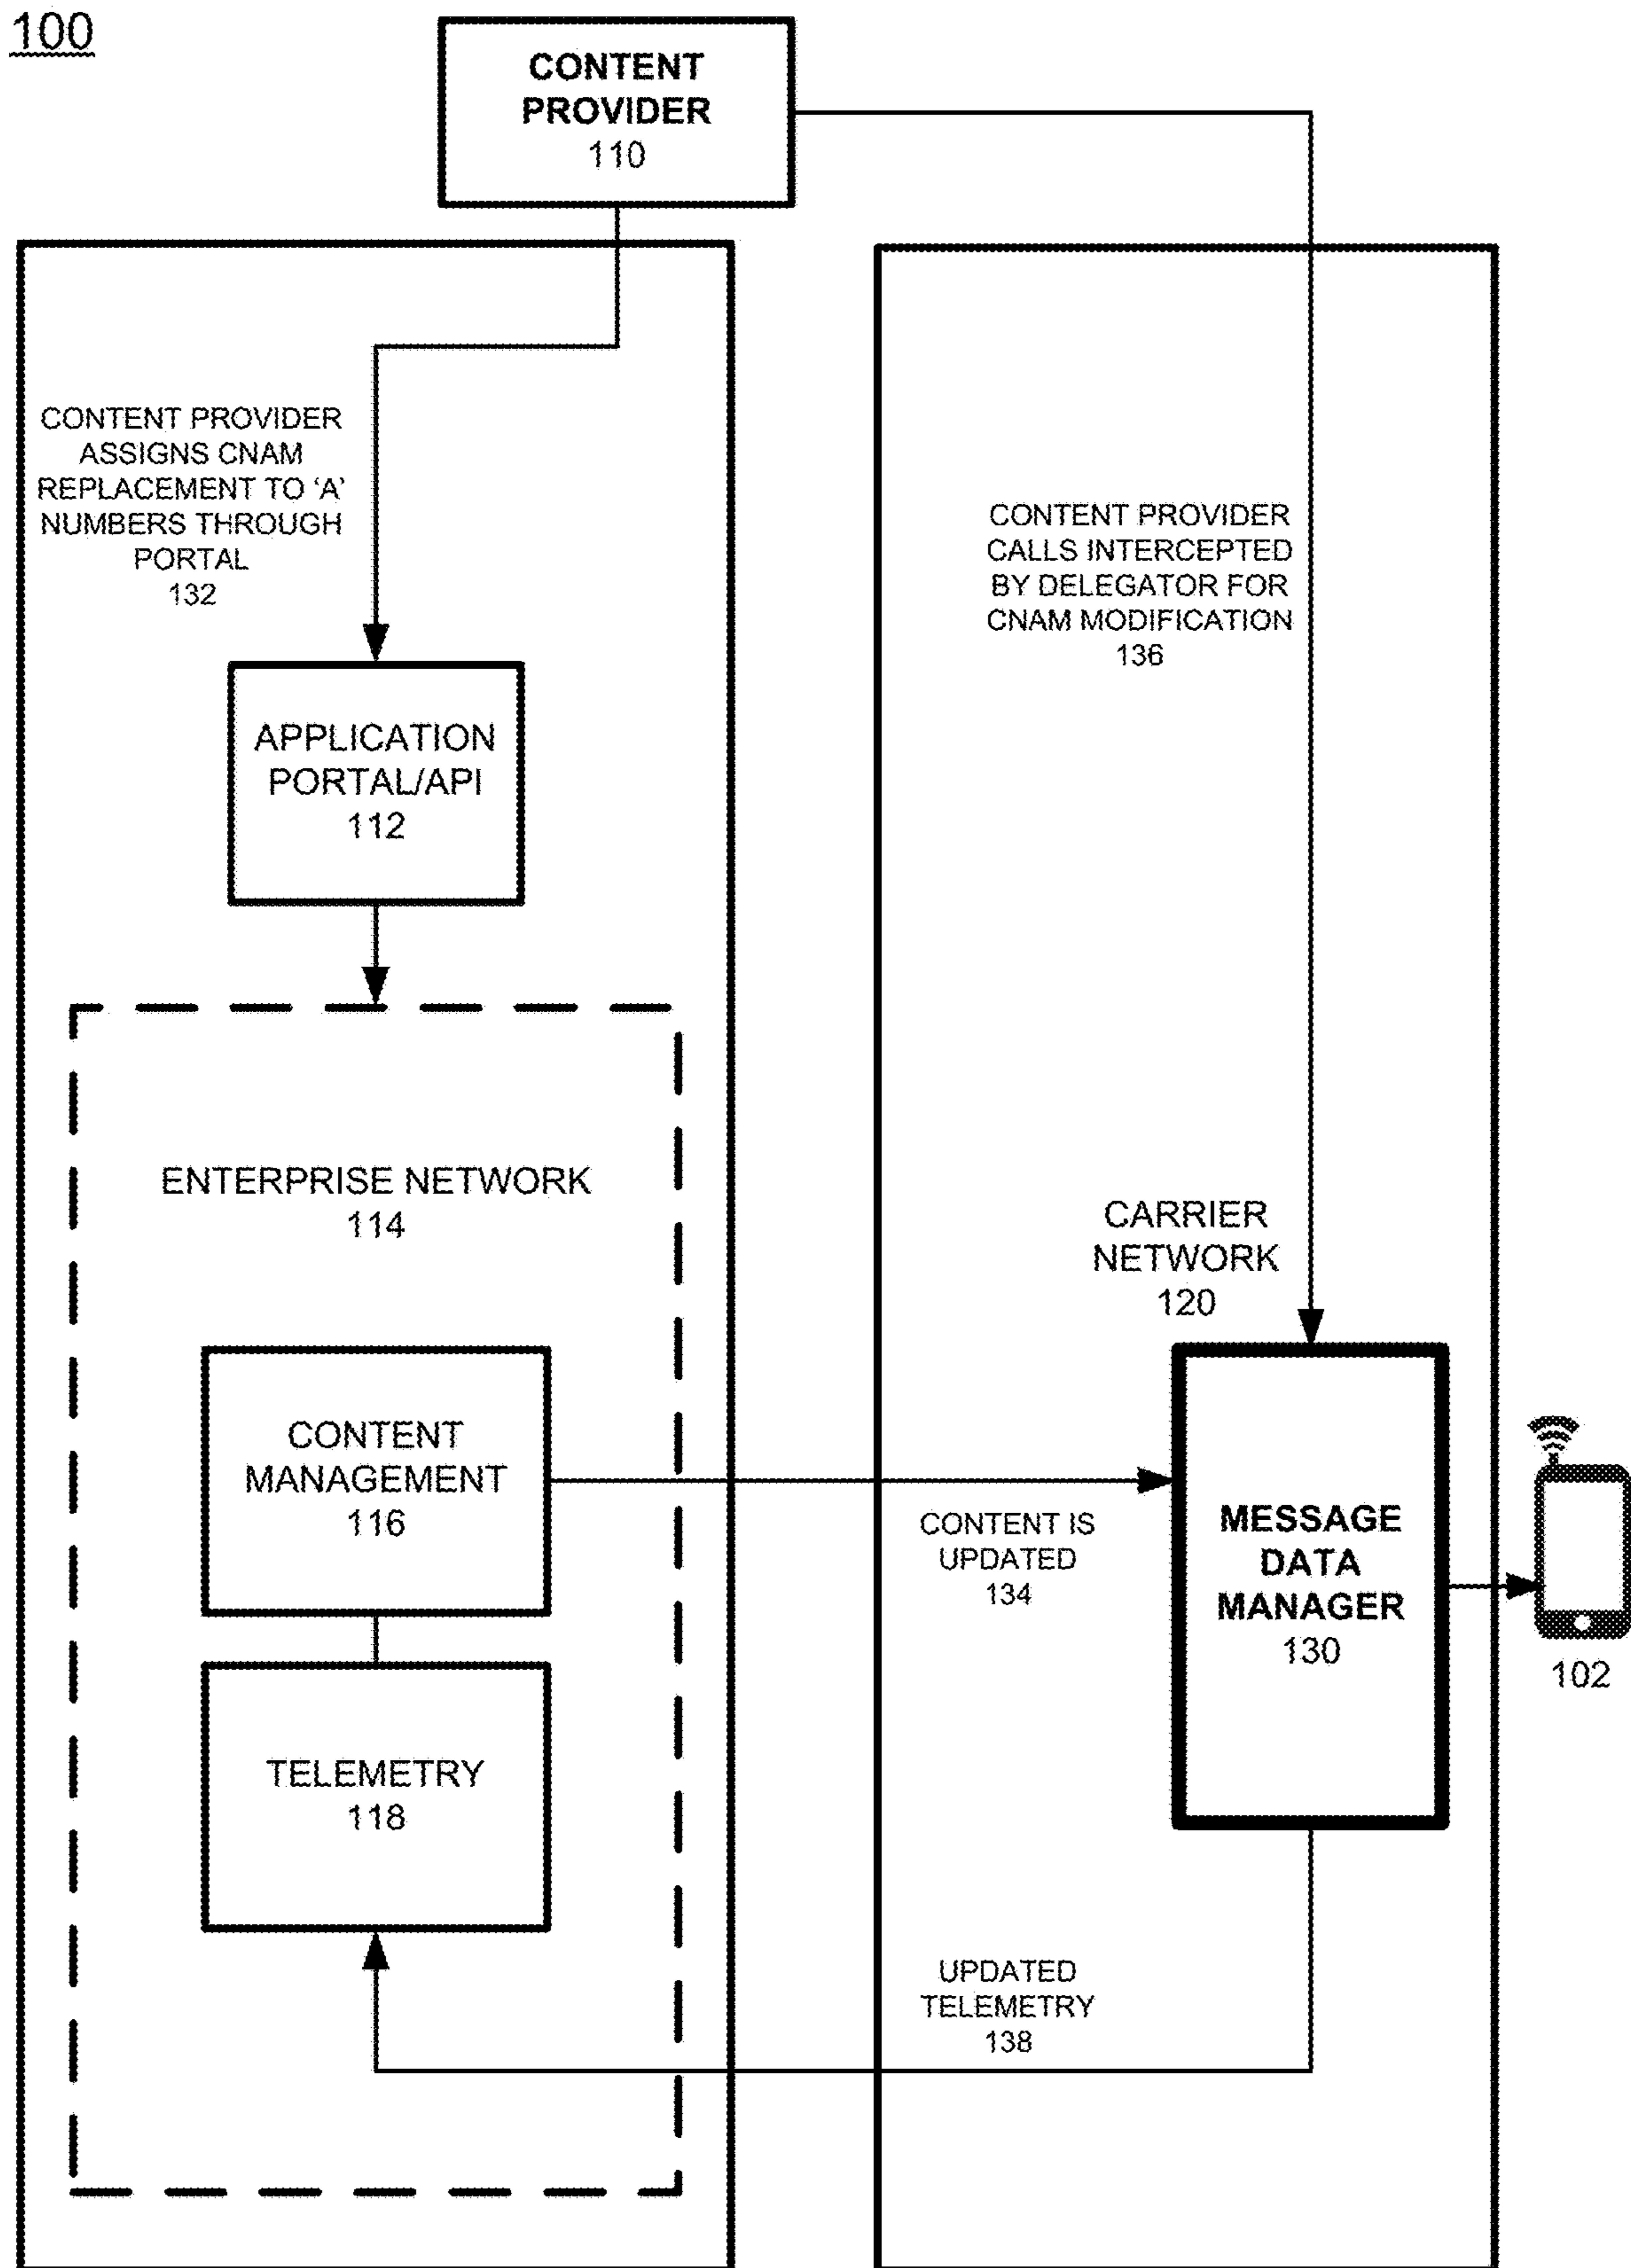 100
CONTENT
PROVIDER
110
CONTENT PROVIDER
ASSIGNS CNAM
REPLACEMENT TO ‘A’
NUMBERS THROUGH
PORTAL
132
CONTENT PROVIDER
CALLS INTERCEPTED
BY DELEGATOR FOR
CNAM MODIFICATION
136
APPLICATION
PORTAL/API
112
ENTERPRISE NETWORK
114
CARRIER
NETWORK
120
CONTENT
MANAGEMENT
116
CONTENT IS
UPDATED
134
MESSAGE
DATA
MANAGER
130
102
TELEMETRY
118
UPDATED
TELEMETRY
138